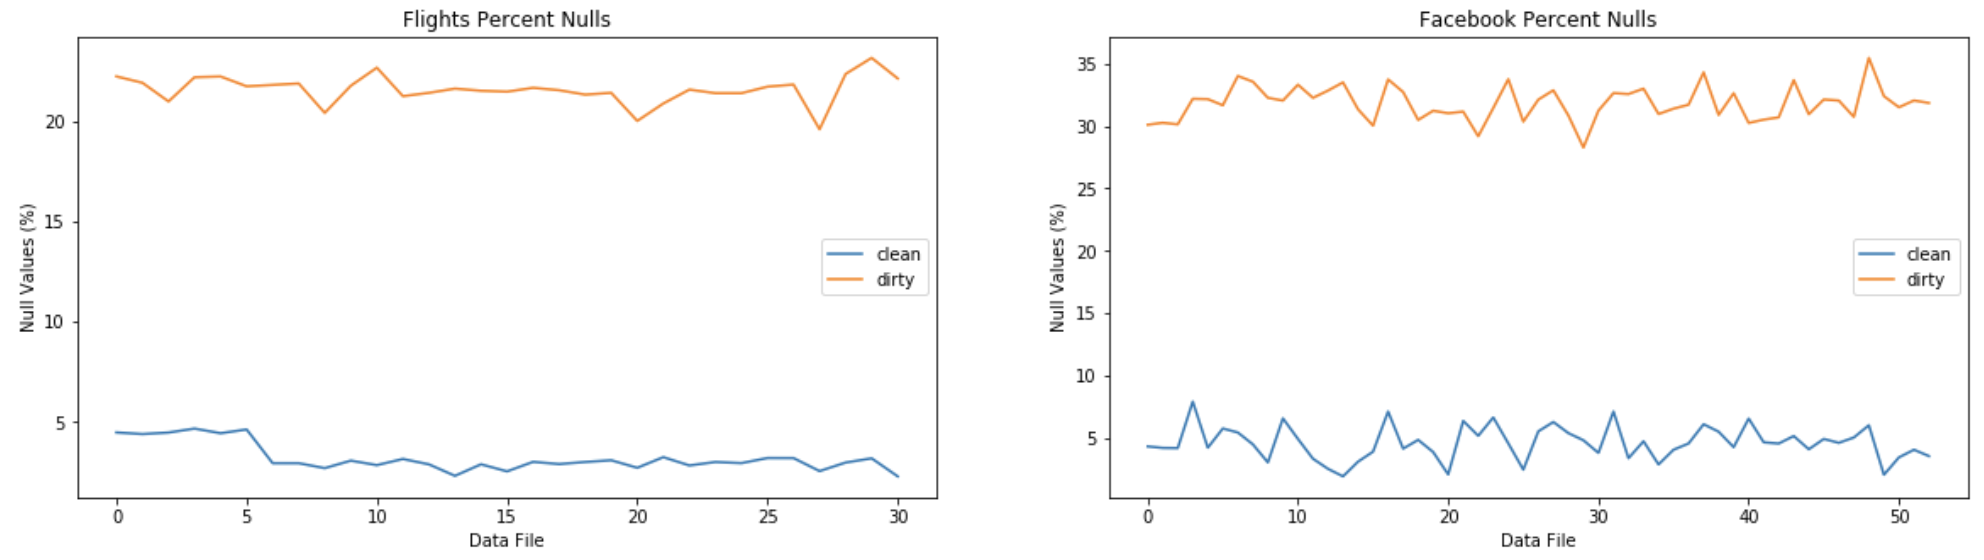 Flights Percent Nulls
Null Values (%)
20
15
10
5
clean
dirty
0 5 10 15 20 25 30
Data File
Facebook Percent Nulls
Null Values (%)
35
30
25
20
15
10
5
clean
dirty
0 10 20 30 40 50
Data File